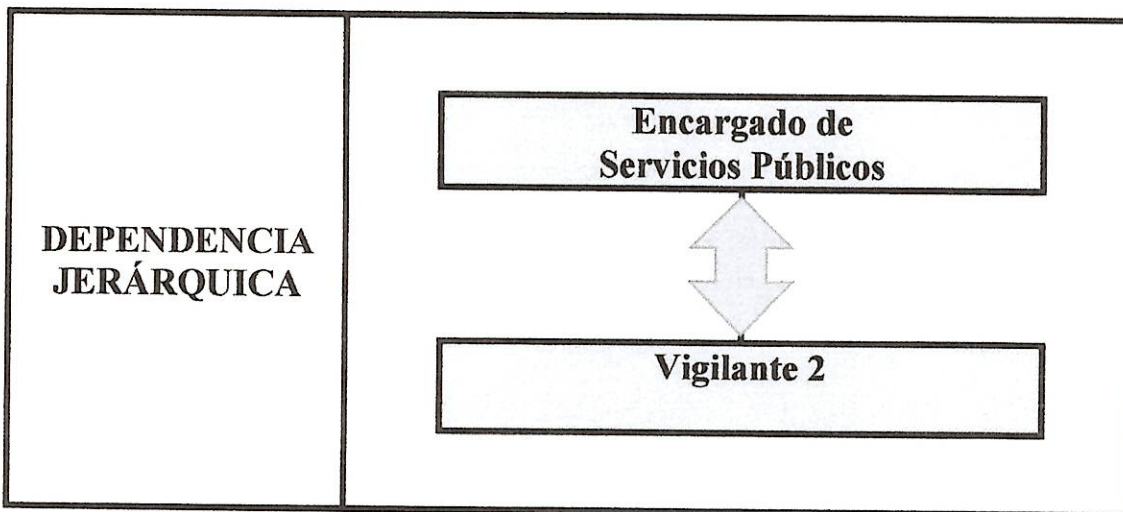 DEPENDENCIA
JERÁRQUICA
Encargado de
Servicios Públicos
Vigilante 2